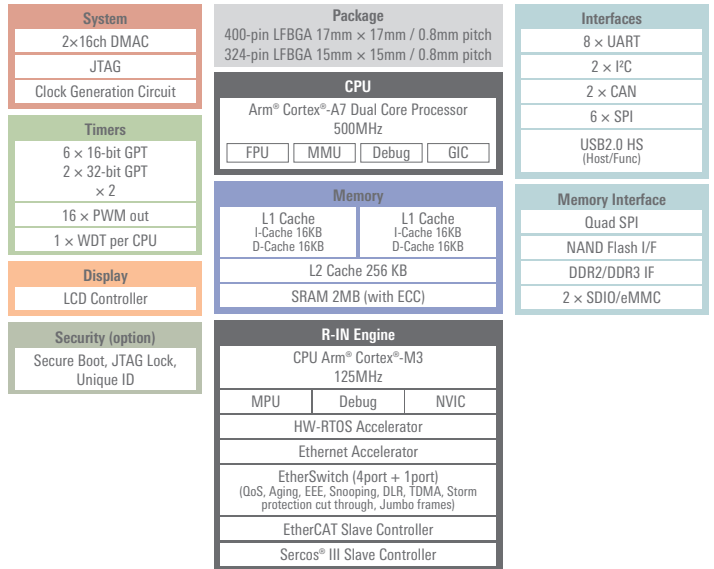 System
2×16ch DMAC
JTAG
Clock Generation Circuit
Timers
6 × 16-bit GPT
2 × 32-bit GPT
× 2
16 × PWM out
1 × WDT per CPU
Display
LCD Controller
Security (option)
Secure Boot, JTAG Lock,
Unique ID
Package
400-pin LFBGA 17mm × 17mm / 0.8mm pitch
324-pin LFBGA 15mm × 15mm / 0.8mm pitch
CPU
Arm® Cortex®-A7 Dual Core Processor
500MHz
FPU MMU Debug GIC
Memory
L1 Cache
I-Cache 16KB
D-Cache 16KB
L1 Cache
I-Cache 16KB
D-Cache 16KB
L2 Cache 256 KB
SRAM 2MB (with ECC)
R-IN Engine
CPU Arm® Cortex®-M3
125MHz
MPU Debug NVIC
HW-RTOS Accelerator
Ethernet Accelerator
EtherSwitch (4port + 1port)
(QoS, Aging, EEE, Snooping, DLR, TDMA, Storm
protection cut through, Jumbo frames)
EtherCAT Slave Controller
Sercos® III Slave Controller
Interfaces
8 × UART
2 × I²C
2 × CAN
6 × SPI
USB2.0 HS
(Host/Func)
Memory Interface
Quad SPI
NAND Flash I/F
DDR2/DDR3 IF
2 × SDIO/eMMC